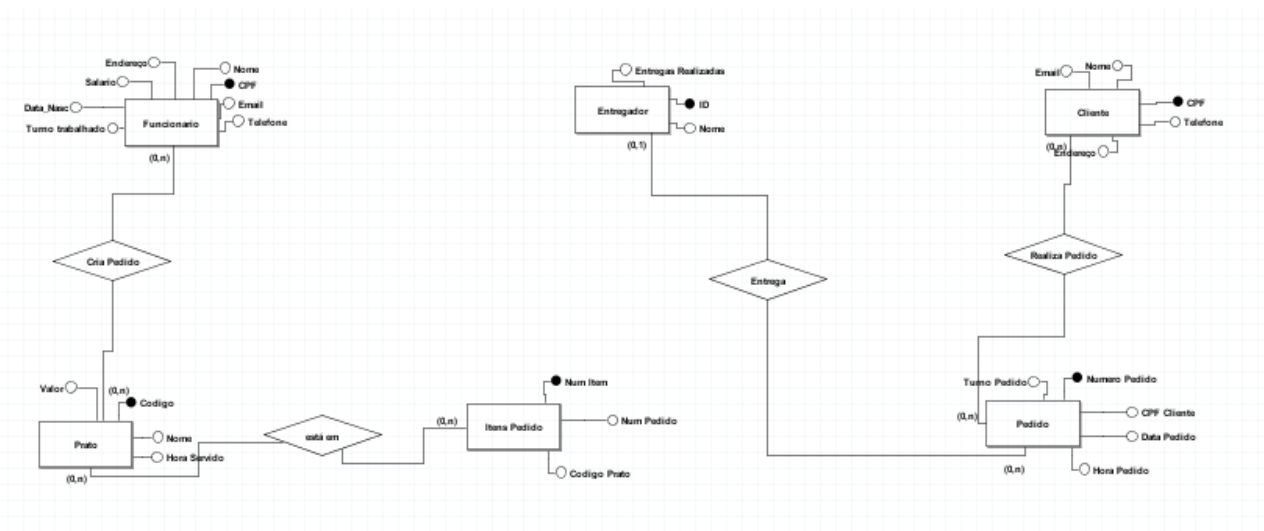 Endereço
Nome
Salario
CPF
Data_Nasc
Email
Turno trabalhado
Telefone
Funcionario
(0,n)
Entregas Realizadas
Entregador
ID
Nome
(0,1)
Nome
Email
CPF
Cliente
Telefone
(0,n)
Endereço
Cria Pedido
Entrega
Realiza Pedido
Valor
(0,n)
Codigo
Prato
Nome
Hora Servido
(0,n)
está em
(0,n)
Num Item
Itens Pedido
Num Pedido
Codigo Prato
Turno Pedido
Numero Pedido
(0,n)
Pedido
CPF Cliente
Data Pedido
(0,n)
Hora Pedido